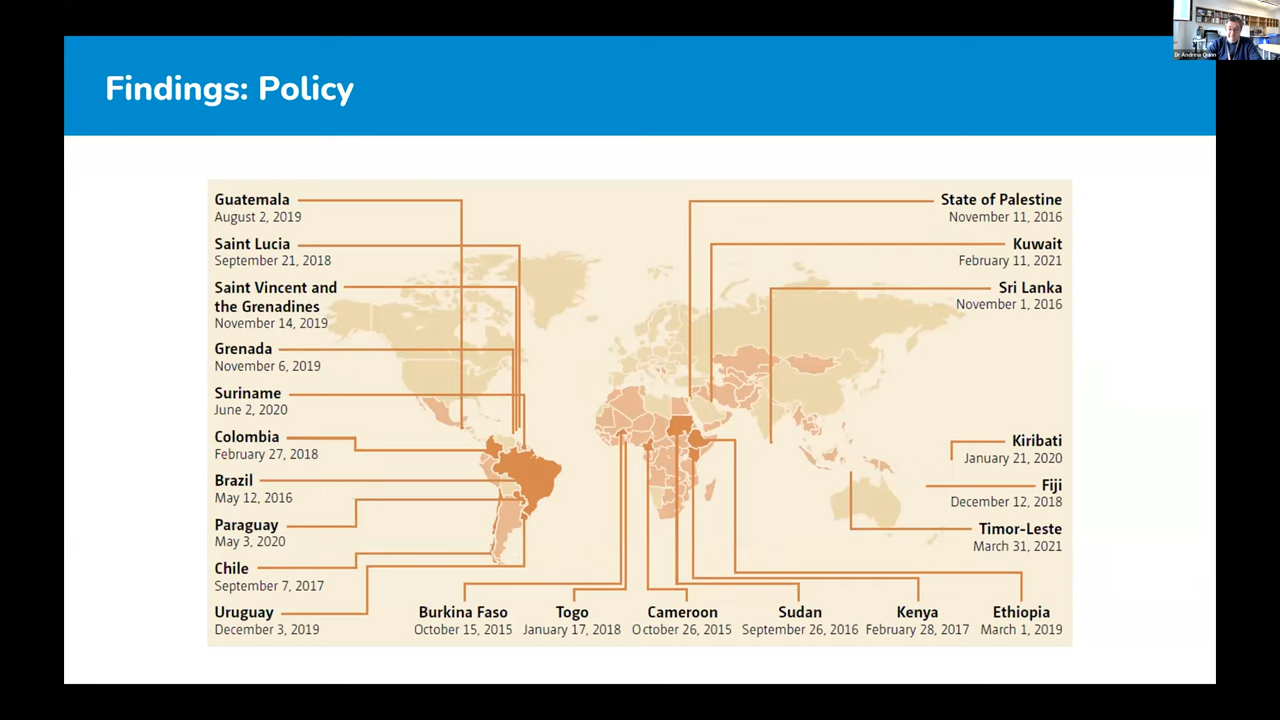 Findings: Policy
Guatemala
August 2, 2019
Saint Lucia
September 21, 2018
Saint Vincent and
the Grenadines
November 14, 2019
Grenada
November 6, 2019
Suriname
June 2, 2020
Colombia
February 27, 2018
Brazil
May 12, 2016
Paraguay
May 3, 2020
Chile
September 7, 2017
Uruguay
December 3, 2019
Burkina Faso
October 15, 2015
Togo
January 17, 2018
Cameroon
October 26, 2015
Sudan
September 26, 2016
Kenya
February 28, 2017
Ethiopia
March 1, 2019
State of Palestine
November 11, 2016
Kuwait
February 11, 2021
Sri Lanka
November 1, 2016
Kiribati
January 21, 2020
Fiji
December 12, 2018
Timor-Leste
March 31, 2021
Dr Andrew Quinn